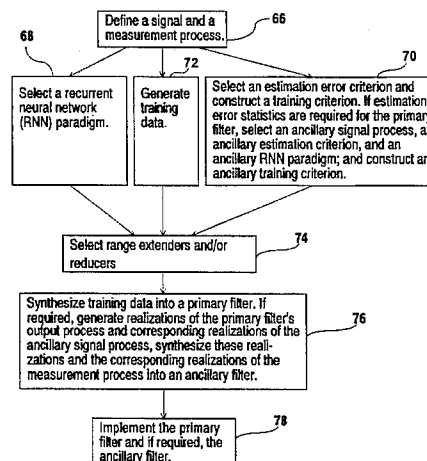 Define a signal and a
measurement process.
66
68
Select a recurrent
neural network
(RNN) paradigm.
72
Generate
training
data.
70
Select an estimation error criterion and
construct a training criterion. If estimation
error statistics are required for the primary
filter, select an ancillary signal process, a
ancillary estimation criterion, and an
ancillary RNN paradigm; and construct an
ancillary training criterion.
Select range extenders and/or
reducers
74
Synthesize training data into a primary filter. If
required, generate realizations of the primary filter's
output process and corresponding realizations of the
ancillary signal process, synthesize these reali-
zations and the corresponding realizations of the
measurement process into an ancillary filter.
76
Implement the primary
filter and if required, the
ancillary filter.
78